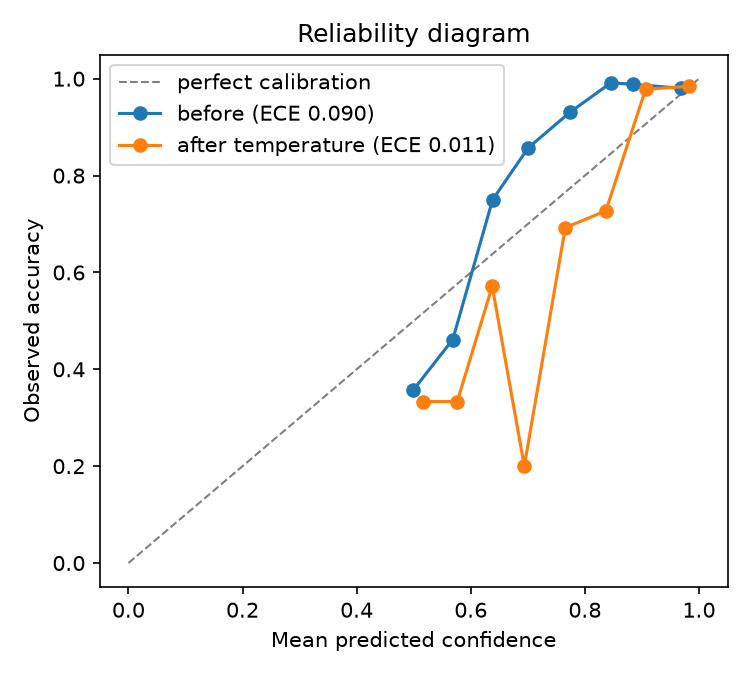 Reliability diagram
perfect calibration
before (ECE 0.090)
after temperature (ECE 0.011)
Observed accuracy
1.0
0.8
0.6
0.4
0.2
0.0
0.0 0.2 0.4 0.6 0.8 1.0
Mean predicted confidence